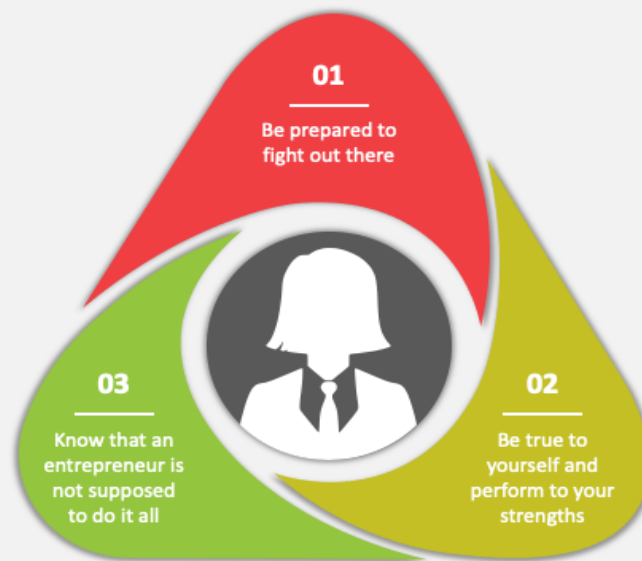 01
Be prepared to
fight out there
02
Be true to
yourself and
perform to your
strengths
03
Know that an
entrepreneur is
not supposed
to do it all